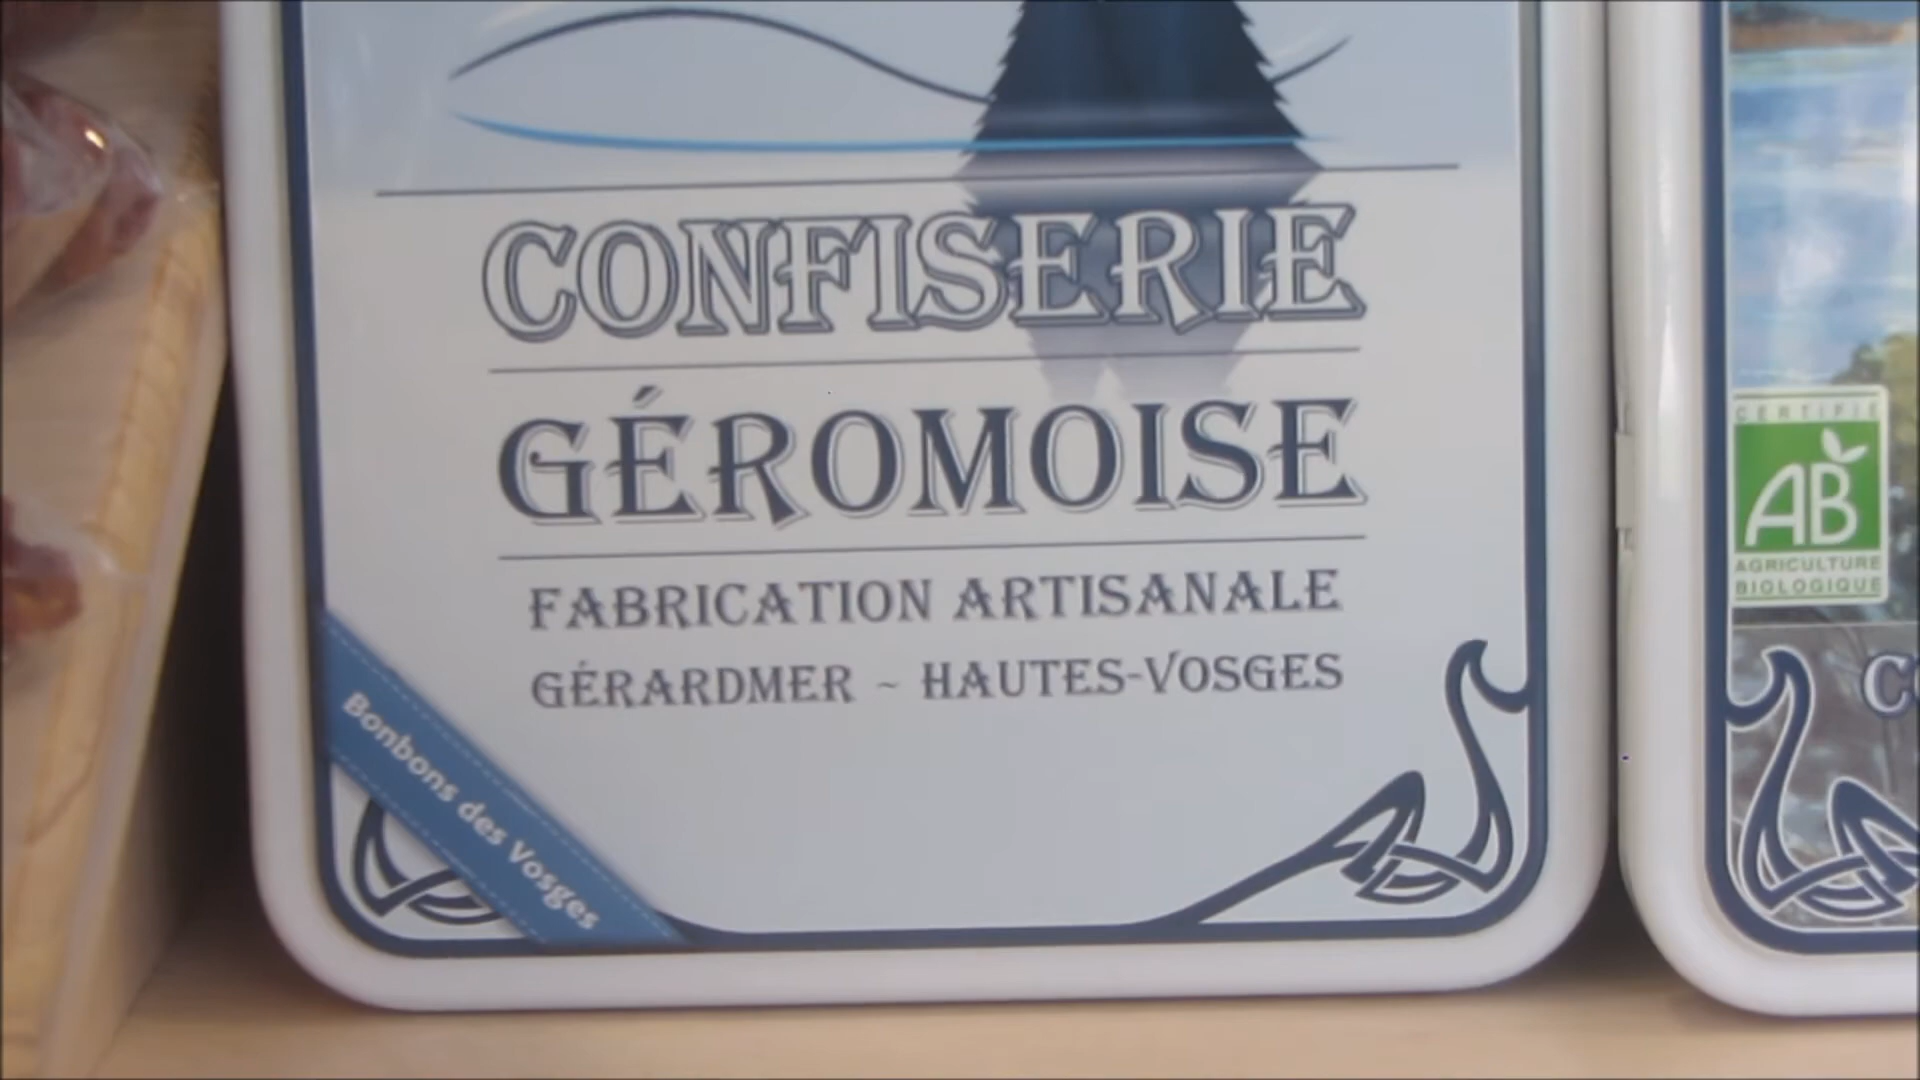 CONFISERIE
GÉROMOISE
FABRICATION ARTISANALE
GÉRARDMER ~ HAUTES-VOSGES
Bonbons des Vosges
CERTIFIÉ
AB
AGRICULTURE
BIOLOGIQUE